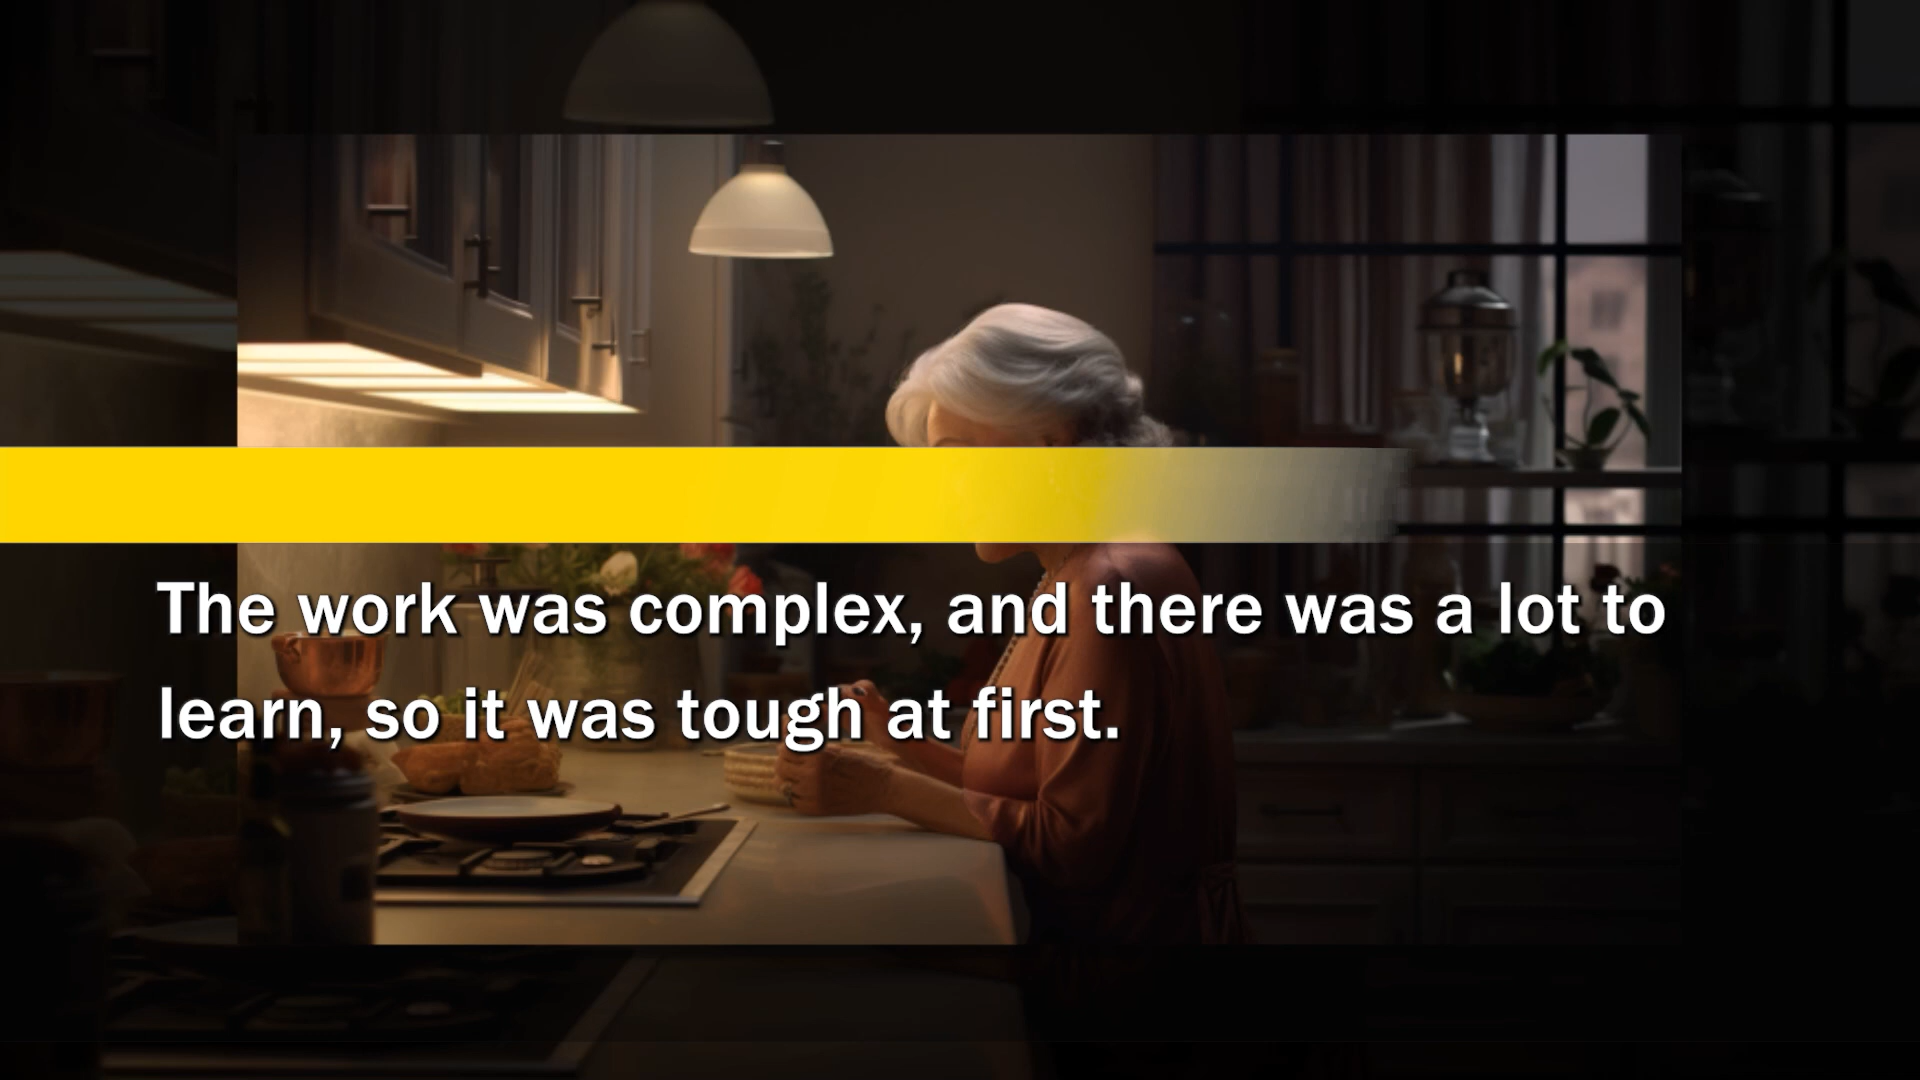 The work was complex, and there was a lot to
learn, so it was tough at first.